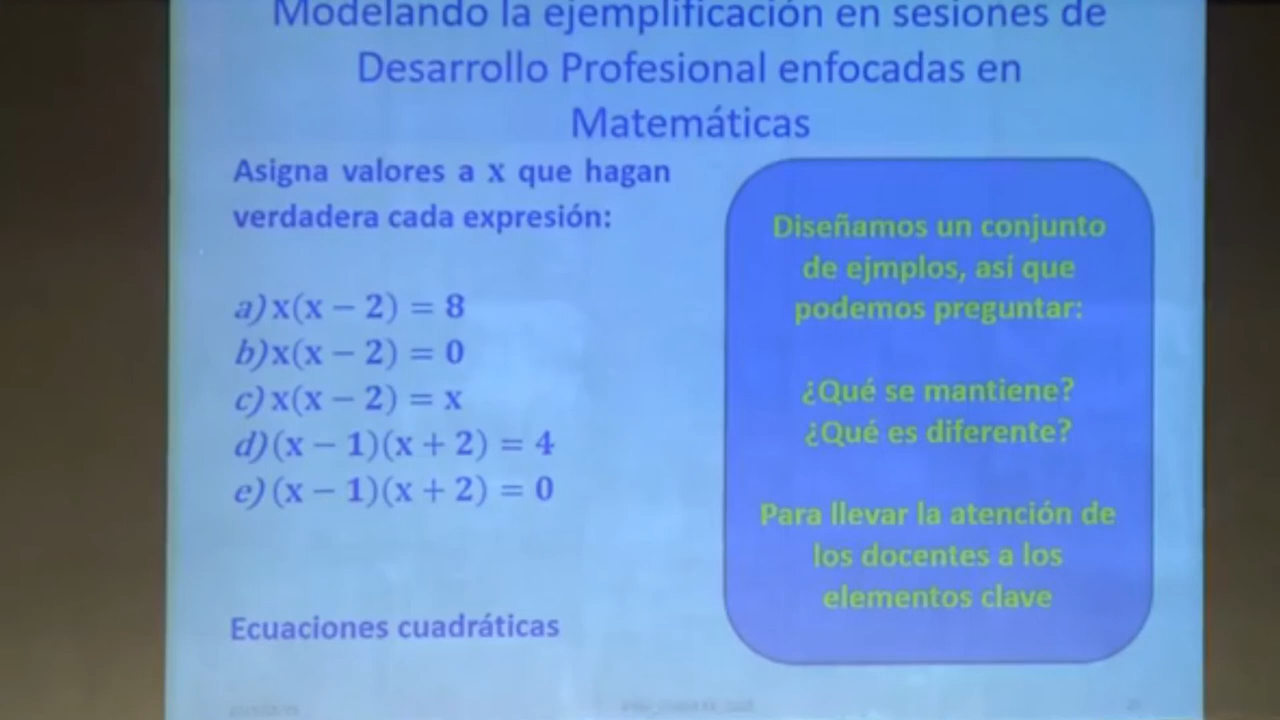 Modelando la ejemplificación en sesiones de
Desarrollo Profesional enfocadas en
Matemáticas
Asigna valores a x que hagan
verdadera cada expresión:
a) x(x − 2) = 8
b) x(x − 2) = 0
c) x(x − 2) = x
d) (x − 1)(x + 2) = 4
e) (x − 1)(x + 2) = 0
Ecuaciones cuadráticas
Diseñamos un conjunto
de ejmplos, así que
podemos preguntar:
¿Qué se mantiene?
¿Qué es diferente?
Para llevar la atención de
los docentes a los
elementos clave